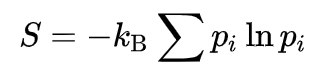 S = −k_B ∑ p_i ln p_i